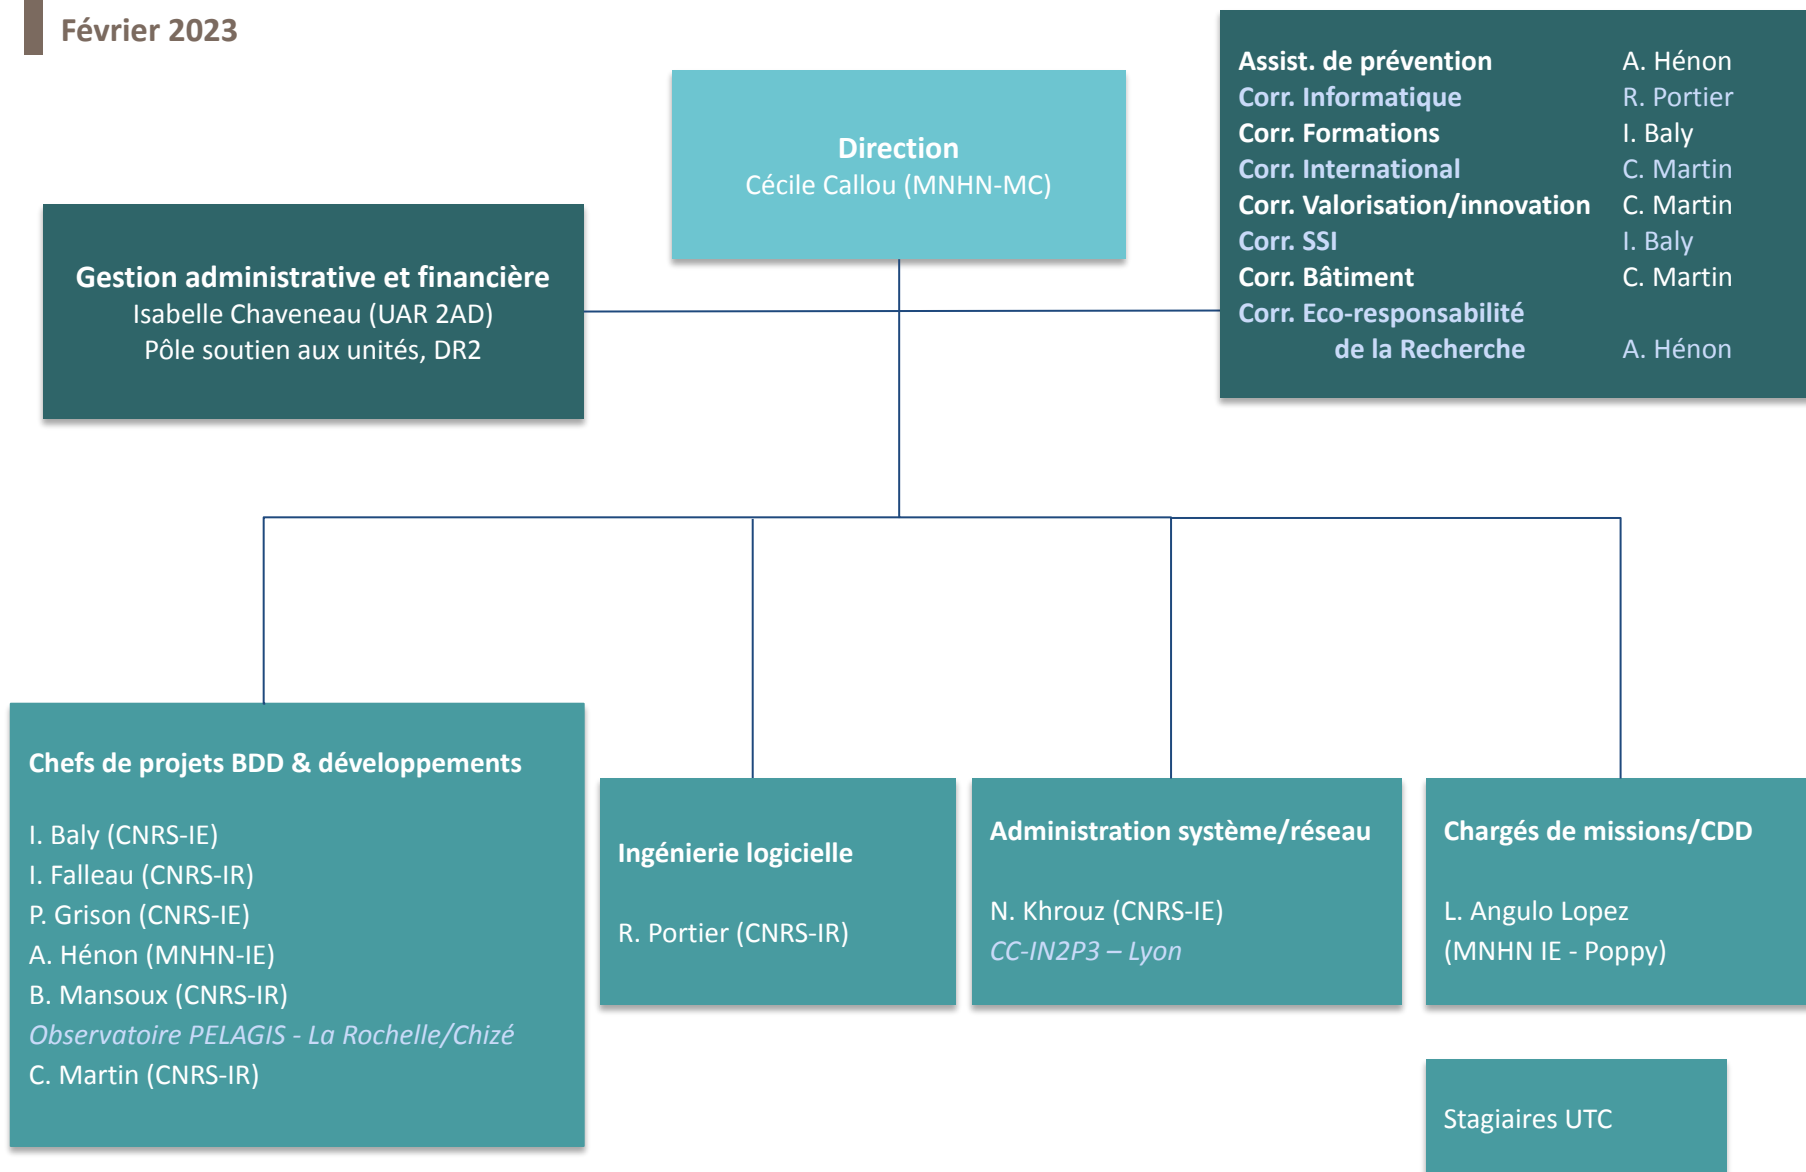 Février 2023
Direction
Cécile Callou (MNHN-MC)
Gestion administrative et financière
Isabelle Chaveneau (UAR 2AD)
Pôle soutien aux unités, DR2
Assist. de prévention A. Hénon
Corr. Informatique R. Portier
Corr. Formations I. Baly
Corr. International C. Martin
Corr. Valorisation/innovation C. Martin
Corr. SSI I. Baly
Corr. Bâtiment C. Martin
Corr. Eco-responsabilité
de la Recherche A. Hénon
Chefs de projets BDD & développements
I. Baly (CNRS-IE)
I. Falleau (CNRS-IR)
P. Grison (CNRS-IE)
A. Hénon (MNHN-IE)
B. Mansoux (CNRS-IR)
Observatoire PELAGIS - La Rochelle/Chizé
C. Martin (CNRS-IR)
Ingénierie logicielle
R. Portier (CNRS-IR)
Administration système/réseau
N. Khrouz (CNRS-IE)
CC-IN2P3 – Lyon
Chargés de missions/CDD
L. Angulo Lopez
(MNHN IE - Poppy)
Stagiaires UTC